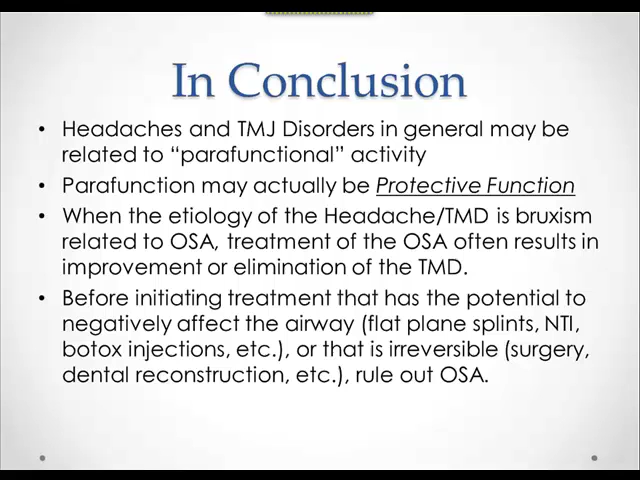 In Conclusion
• Headaches and TMJ Disorders in general may be
related to “parafunctional” activity
• Parafunction may actually be Protective Function
• When the etiology of the Headache/TMD is bruxism
related to OSA, treatment of the OSA often results in
improvement or elimination of the TMD.
• Before initiating treatment that has the potential to
negatively affect the airway (flat plane splints, NTI,
botox injections, etc.), or that is irreversible (surgery,
dental reconstruction, etc.), rule out OSA.